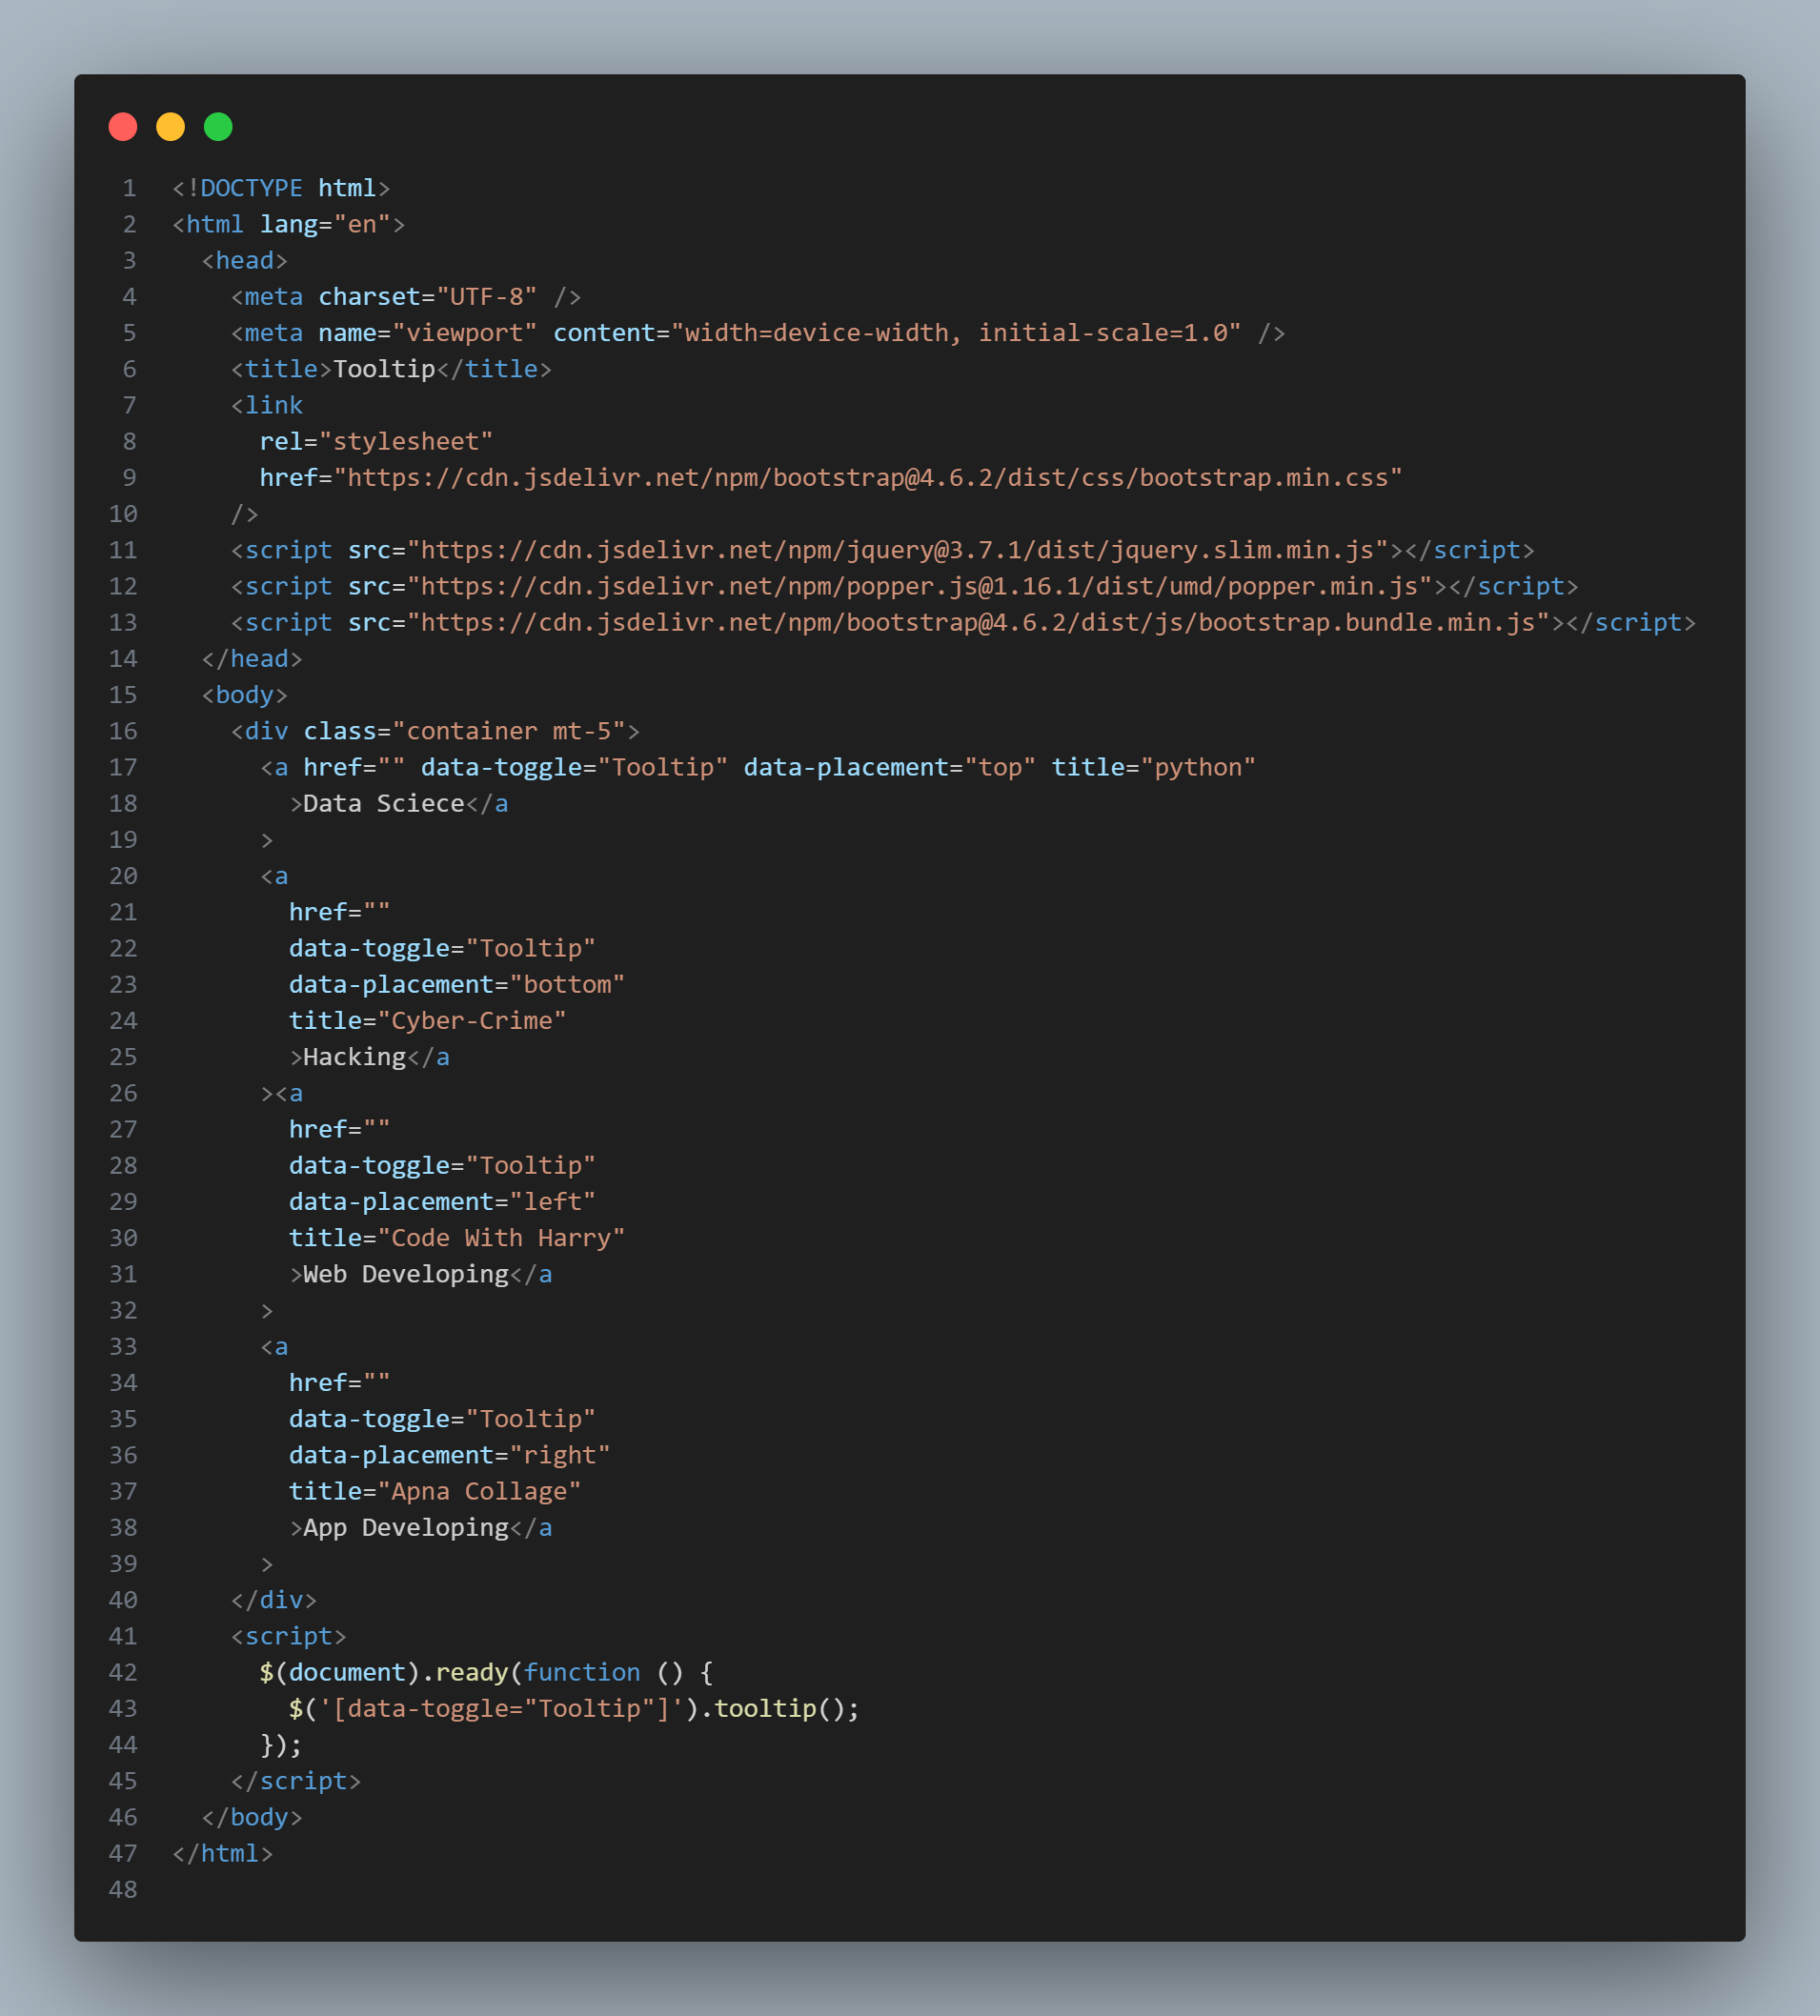 1 <!DOCTYPE html>
2 <html lang="en">
3   <head>
4     <meta charset="UTF-8" />
5     <meta name="viewport" content="width=device-width, initial-scale=1.0" />
6     <title>Tooltip</title>
7     <link
8       rel="stylesheet"
9       href="https://cdn.jsdelivr.net/npm/bootstrap@4.6.2/dist/css/bootstrap.min.css"
10     />
11     <script src="https://cdn.jsdelivr.net/npm/jquery@3.7.1/dist/jquery.slim.min.js"></script>
12     <script src="https://cdn.jsdelivr.net/npm/popper.js@1.16.1/dist/umd/popper.min.js"></script>
13     <script src="https://cdn.jsdelivr.net/npm/bootstrap@4.6.2/dist/js/bootstrap.bundle.min.js"></script>
14   </head>
15   <body>
16     <div class="container mt-5">
17       <a href="" data-toggle="Tooltip" data-placement="top" title="python"
18         >Data Sciece</a
19       >
20       <a
21         href=""
22         data-toggle="Tooltip"
23         data-placement="bottom"
24         title="Cyber-Crime"
25         >Hacking</a
26       ><a
27         href=""
28         data-toggle="Tooltip"
29         data-placement="left"
30         title="Code With Harry"
31         >Web Developing</a
32       >
33       <a
34         href=""
35         data-toggle="Tooltip"
36         data-placement="right"
37         title="Apna Collage"
38         >App Developing</a
39       >
40     </div>
41     <script>
42       $(document).ready(function () {
43         $('[data-toggle="Tooltip"]').tooltip();
44       });
45     </script>
46   </body>
47 </html>
48